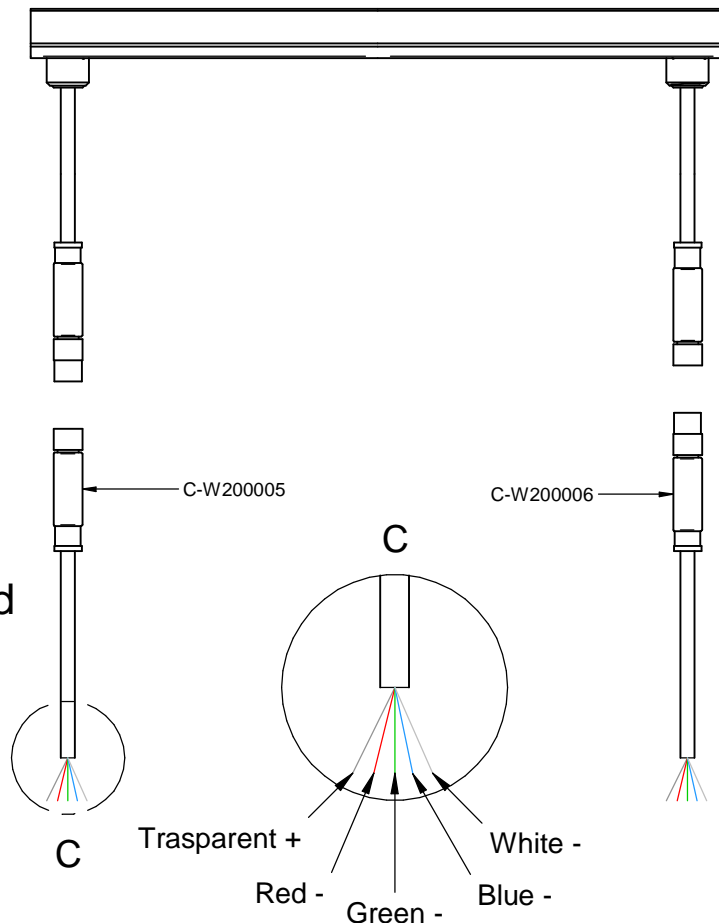 C-W200005
C-W200006
C
d
C
Trasparent +
White -
Red -
Blue -
Green -